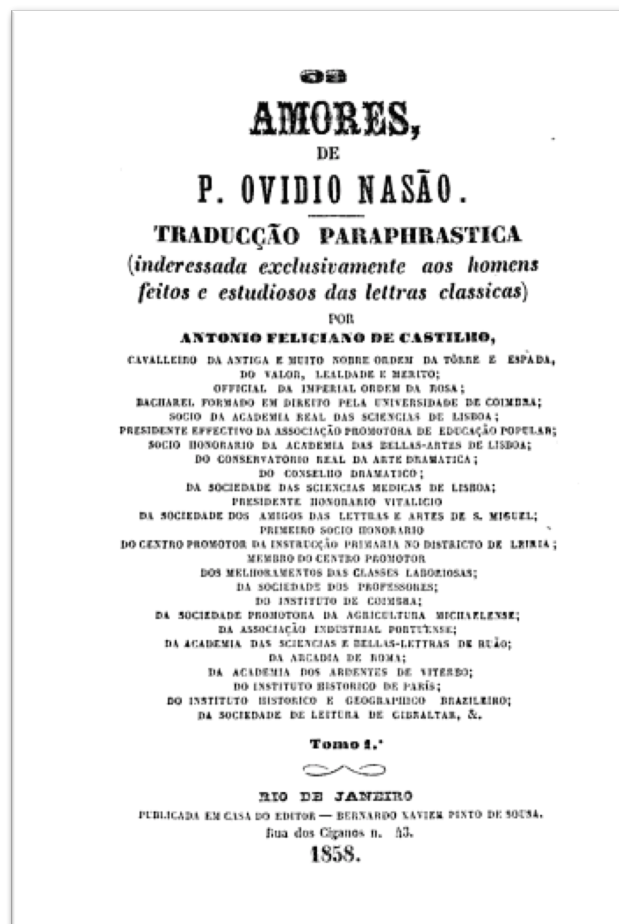 OS
AMORES,
DE
P. OVIDIO NASÃO.
TRADUCÇÃO PARAPHRASTICA
(inderessada exclusivamente aos homens
feitos e estudiosos das lettras classicas)
POR
ANTONIO FELICIANO DE CASTILHO,
CAVALLEIRO DA ANTIGA E MUITO NOBRE ORDEM DA TÔRRE E ESPADA,
DO VALOR, LEALDADE E MERITO;
OFFICIAL DA IMPERIAL ORDEM DA ROSA;
BACHAREL FORMADO EM DIREITO PELA UNIVERSIDADE DE COIMBRA;
SOCIO DA ACADEMIA REAL DAS SCIENCIAS DE LISBOA;
PRESIDENTE EFFECTIVO DA ASSOCIAÇÃO PROMOTORA DE EDUCAÇÃO POPULAR;
SOCIO HONORARIO DA ACADEMIA DAS BELLAS-ARTES DE LISBOA;
DO CONSERVATORIO REAL DA ARTE DRAMATICA;
DO CONSELHO DRAMATICO;
DA SOCIEDADE DAS SCIENCIAS MEDICAS DE LISBOA;
PRESIDENTE HONORARIO VITALICIO
DA SOCIEDADE DOS AMIGOS DAS LETTRAS E ARTES DE S. MIGUEL;
PRIMEIRO SOCIO HONORARIO
DO CENTRO PROMOTOR DA INSTRUCÇÃO PRIMARIA NO DISTRICTO DE LEIRIA;
MEMBRO DO CENTRO PROMOTOR
DOS MELHORAMENTOS DAS CLASSES LABORIOSAS;
DA SOCIEDADE DOS PROFESSORES;
DO INSTITUTO DE COIMBRA;
DA SOCIEDADE PROMOTORA DA AGRICULTURA MICHAELENSE;
DA ASSOCIAÇÃO INDUSTRIAL PORTUENSE;
DA ACADEMIA DAS SCIENCIAS E BELLAS-LETTRAS DE RUÃO;
DA ARCADIA DE ROMA;
DA ACADEMIA DOS ARDENTES DE VITERBO;
DO INSTITUTO HISTORICO DE PARÍS;
DO INSTITUTO HISTORICO E GEOGRAPHICO BRAZILEIRO;
DA SOCIEDADE DE LEITURA DE GIBRALTAR, &.
Tomo 1.º
RIO DE JANEIRO
PUBLICADA EM CASA DO EDITOR — BERNARDO XAVIER PINTO DE SOUSA.
Rua dos Ciganos n. 43.
1858.